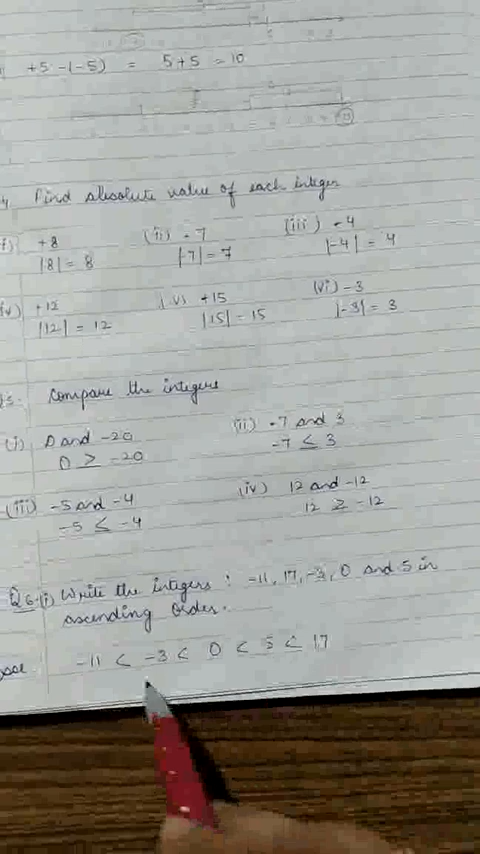 +5 -(-5) = 5+5 = 10
Find absolute value of each integer
+8 (ii) -7 (iii) -4
|8| = 8 |-7| = 7 |-4| = 4
(iv) +12 (v) +15 (vi) -3
|12| = 12 |15| = 15 |-3| = 3
Compare the integers
(i) 0 and -20 (ii) -7 and 3
0 > -20 -7 < 3
(iii) -5 and -4 (iv) 12 and -12
-5 < -4 12 > -12
Q6.(i) Write the integers : -11, 17, -3, 0 and 5 in
ascending order.
-11 < -3 < 0 < 5 < 17